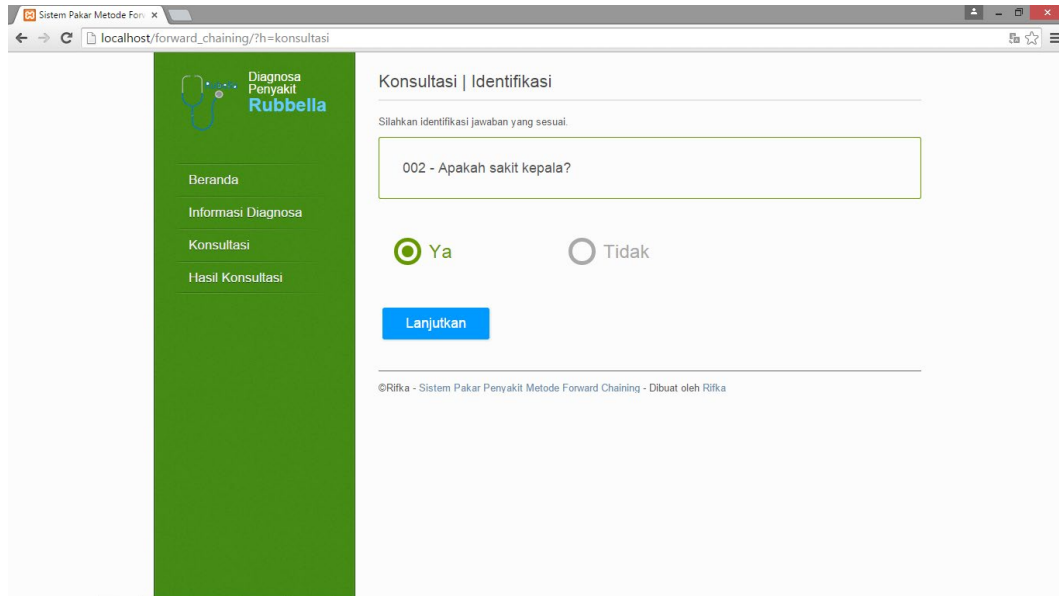 Sistem Pakar Metode For
localhost/forward_chaining/?h=konsultasi
Diagnosa
Penyakit
Rubbella
Beranda
Informasi Diagnosa
Konsultasi
Hasil Konsultasi
Konsultasi | Identifikasi
Silahkan identifikasi jawaban yang sesuai.
002 - Apakah sakit kepala?
Ya
Tidak
Lanjutkan
©Rifka - Sistem Pakar Penyakit Metode Forward Chaining - Dibuat oleh Rifka